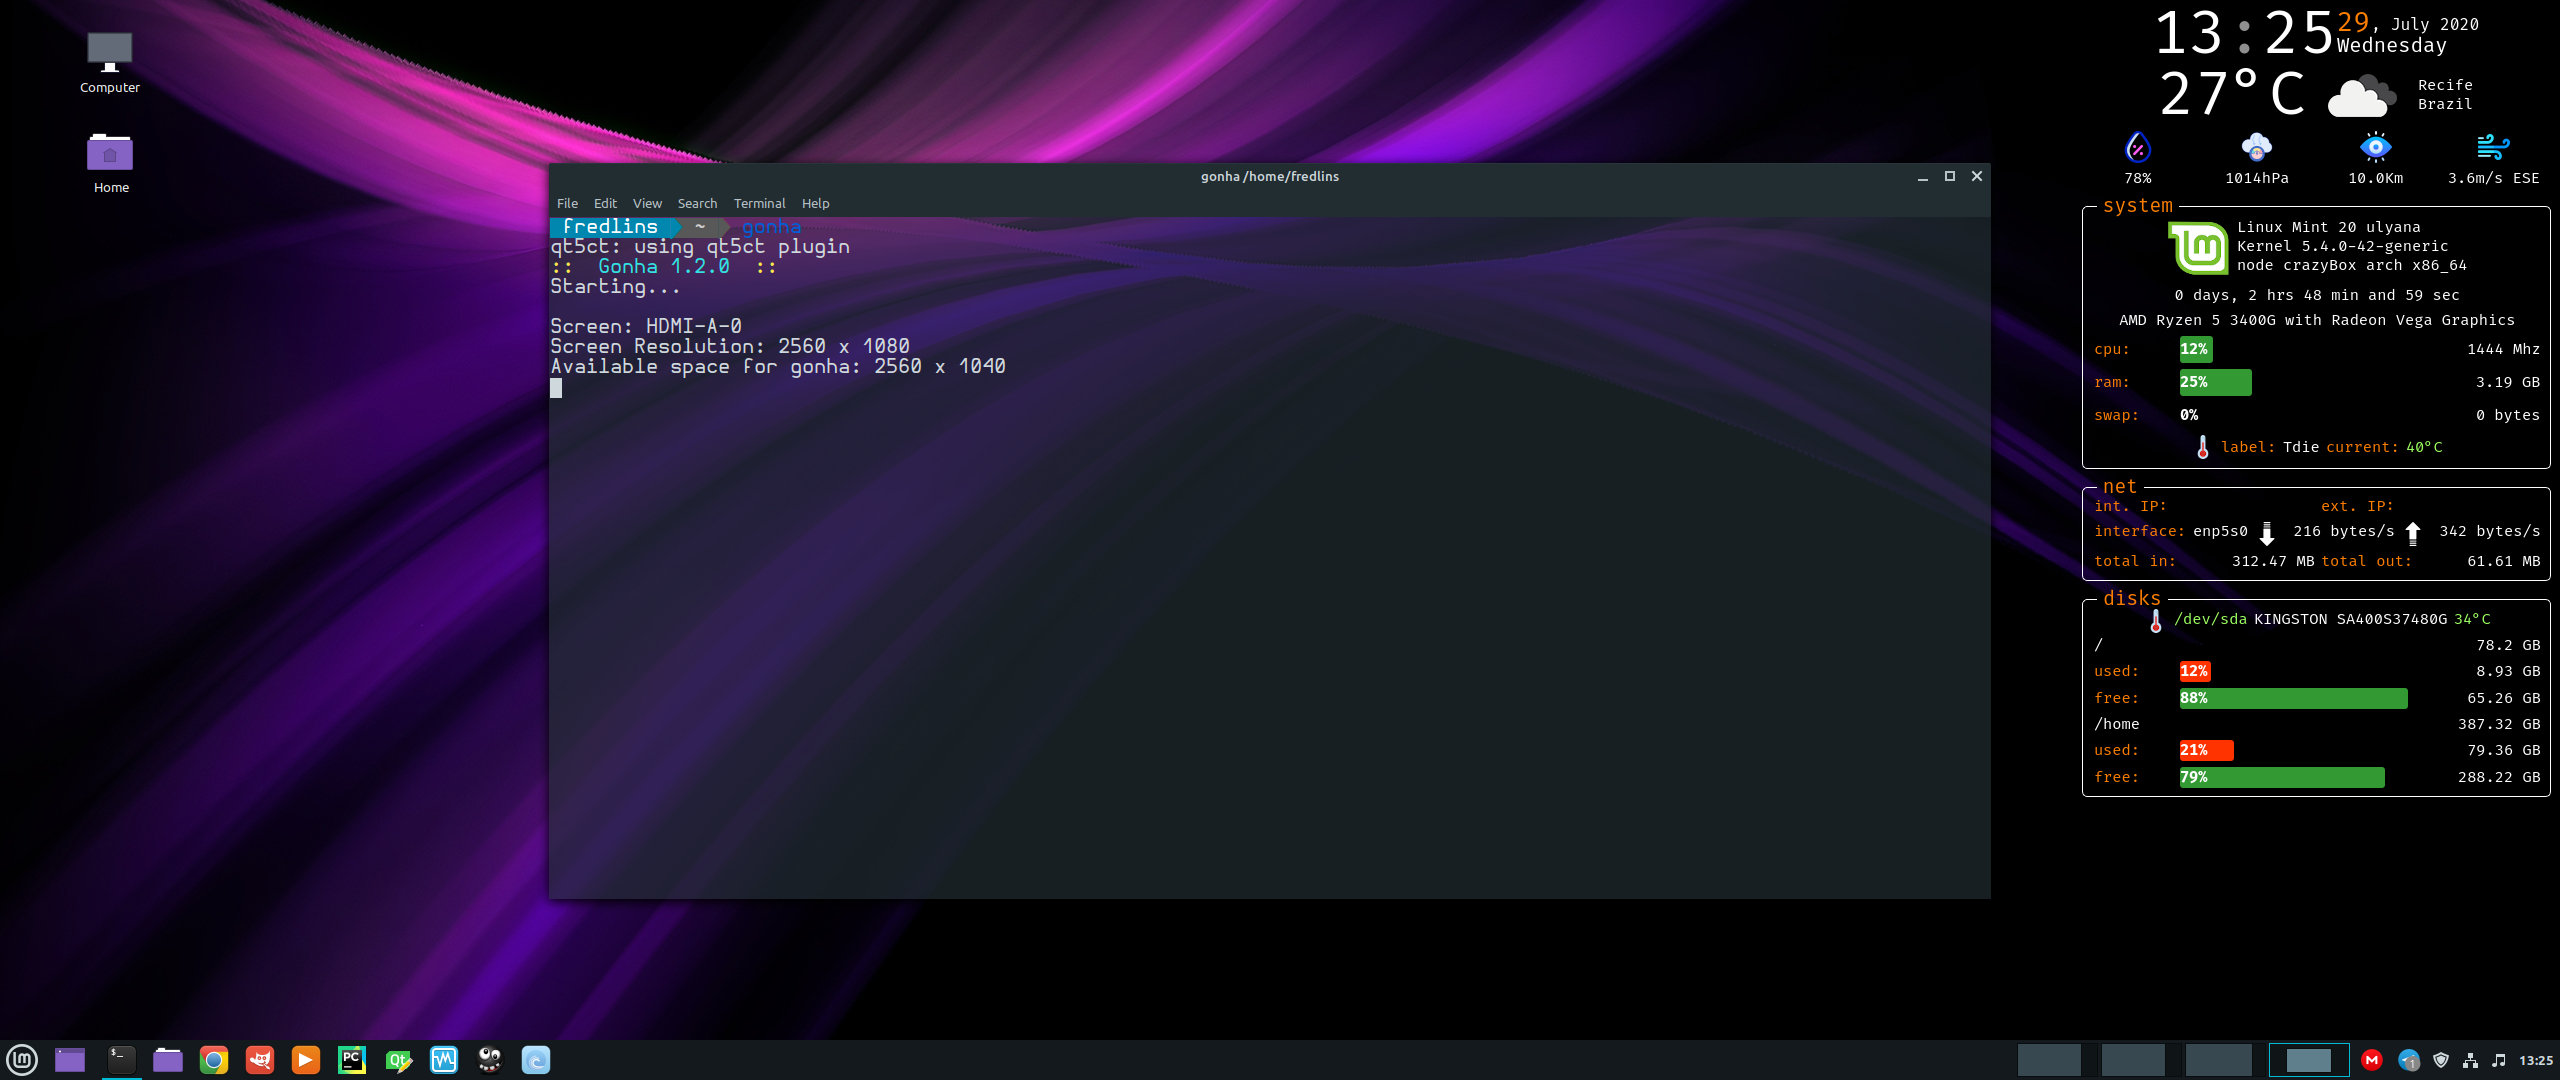 Computer
Home
gonha /home/fredlins
File Edit View Search Terminal Help
fredlins ~ gonha
qt5ct: using qt5ct plugin
:: Gonha 1.2.0 ::
Starting...
Screen: HDMI-A-0
Screen Resolution: 2560 x 1080
Available space for gonha: 2560 x 1040
13:25 29, July 2020
Wednesday
27°C Recife
Brazil
78% 1014hPa 10.0Km 3.6m/s ESE
system
Linux Mint 20 ulyana
Kernel 5.4.0-42-generic
node crazyBox arch x86_64
0 days, 2 hrs 48 min and 59 sec
AMD Ryzen 5 3400G with Radeon Vega Graphics
cpu: 12% 1444 Mhz
ram: 25% 3.19 GB
swap: 0% 0 bytes
label: Tdie current: 40°C
net
int. IP: ext. IP:
interface: enp5s0 216 bytes/s 342 bytes/s
total in: 312.47 MB total out: 61.61 MB
disks
/dev/sda KINGSTON SA400S37480G 34°C
/ 78.2 GB
used: 12% 8.93 GB
free: 88% 65.26 GB
/home 387.32 GB
used: 21% 79.36 GB
free: 79% 288.22 GB
$_ PC Qt M 1 13:25